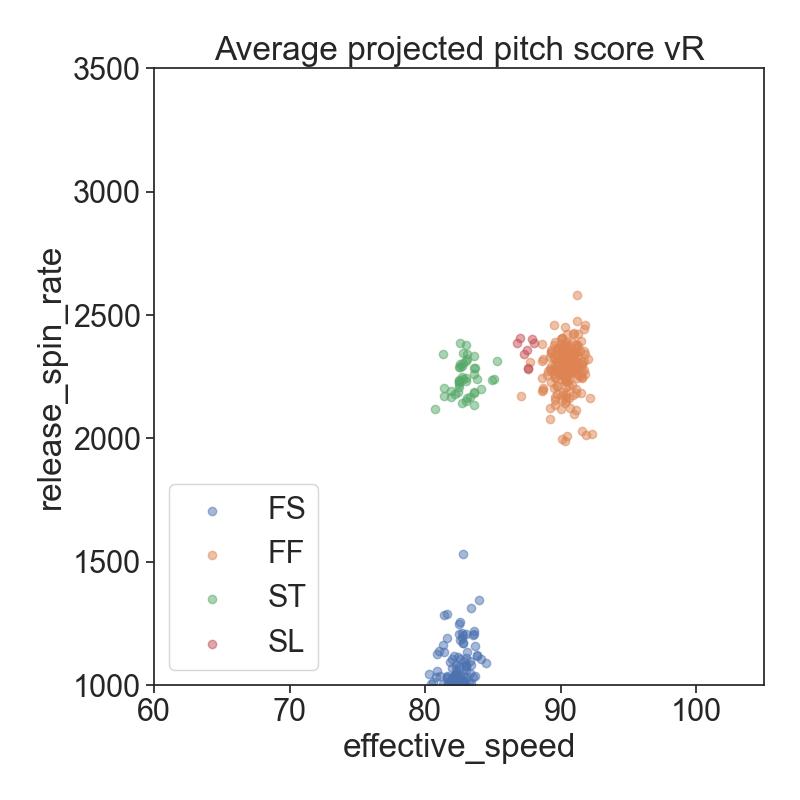 Average projected pitch score vR
3500
3000
2500
2000
1500
1000
release_spin_rate
FS
FF
ST
SL
60 70 80 90 100
effective_speed